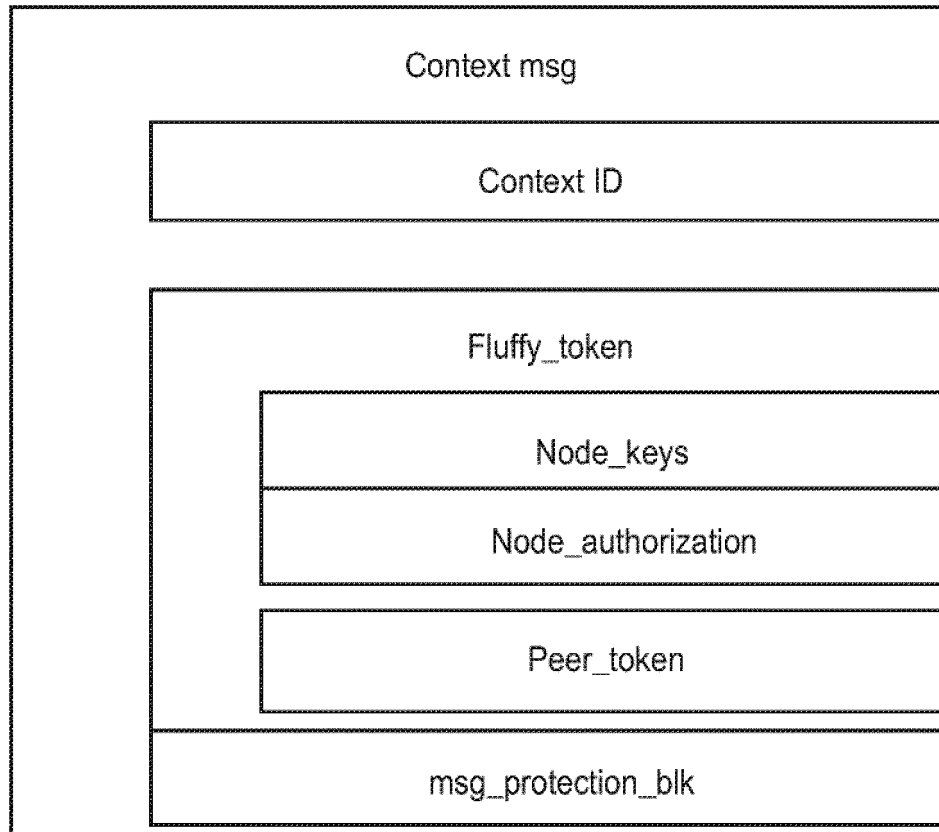 Context msg
Context ID
Fluffy_token
Node_keys
Node_authorization
Peer_token
msg_protection_blk